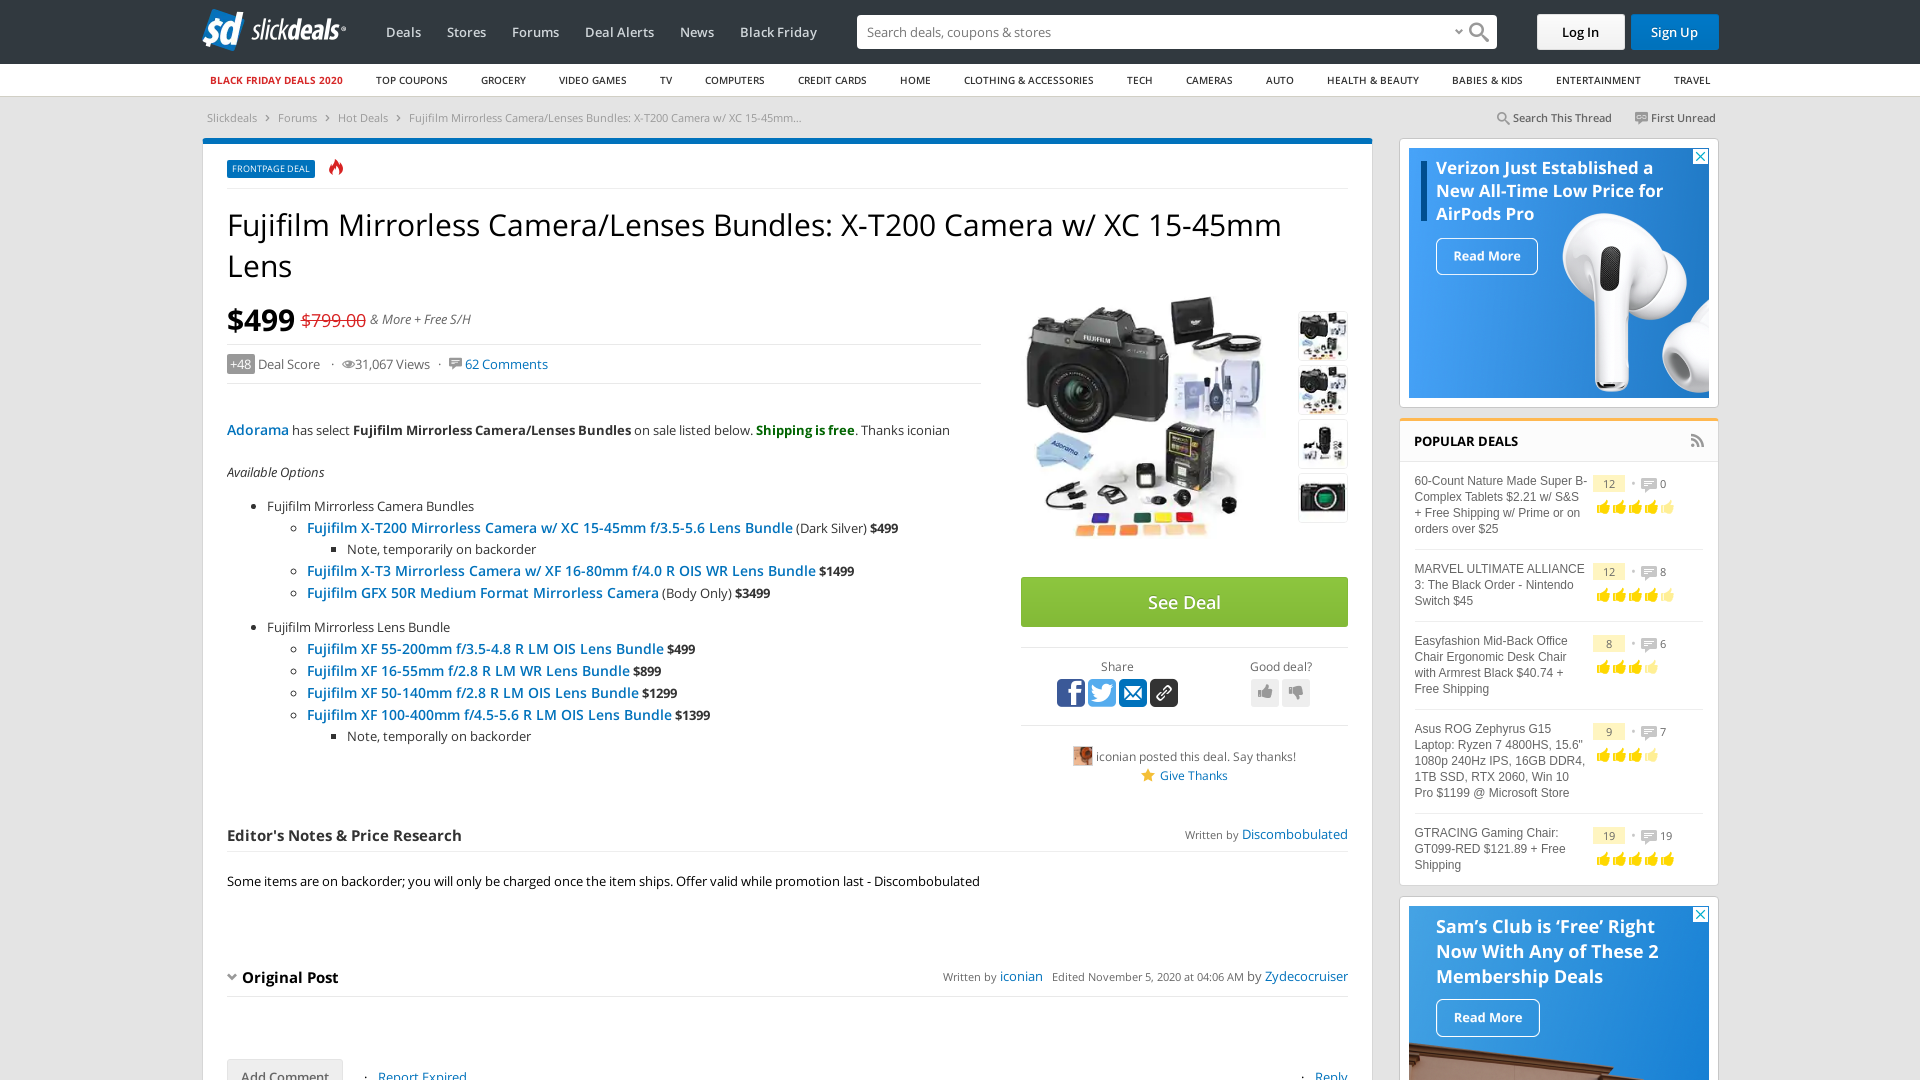 slickdeals
Deals
Stores
Forums
Deal Alerts
News
Black Friday
Search deals, coupons & stores
Log In
Sign Up
BLACK FRIDAY DEALS 2020
TOP COUPONS
GROCERY
VIDEO GAMES
TV
COMPUTERS
CREDIT CARDS
HOME
CLOTHING & ACCESSORIES
TECH
CAMERAS
AUTO
HEALTH & BEAUTY
BABIES & KIDS
ENTERTAINMENT
TRAVEL
Slickdeals › Forums › Hot Deals › Fujifilm Mirrorless Camera/Lenses Bundles: X-T200 Camera w/ XC 15-45mm...
Search This Thread
First Unread
FRONTPAGE DEAL
Fujifilm Mirrorless Camera/Lenses Bundles: X-T200 Camera w/ XC 15-45mm
Lens
$499 $799.00 & More + Free S/H
+48 Deal Score · 31,067 Views · 62 Comments
Adorama has select Fujifilm Mirrorless Camera/Lenses Bundles on sale listed below. Shipping is free. Thanks iconian
Available Options
Fujifilm Mirrorless Camera Bundles
Fujifilm X-T200 Mirrorless Camera w/ XC 15-45mm f/3.5-5.6 Lens Bundle (Dark Silver) $499
Note, temporarily on backorder
Fujifilm X-T3 Mirrorless Camera w/ XF 16-80mm f/4.0 R OIS WR Lens Bundle $1499
Fujifilm GFX 50R Medium Format Mirrorless Camera (Body Only) $3499
Fujifilm Mirrorless Lens Bundle
Fujifilm XF 55-200mm f/3.5-4.8 R LM OIS Lens Bundle $499
Fujifilm XF 16-55mm f/2.8 R LM WR Lens Bundle $899
Fujifilm XF 50-140mm f/2.8 R LM OIS Lens Bundle $1299
Fujifilm XF 100-400mm f/4.5-5.6 R LM OIS Lens Bundle $1399
Note, temporally on backorder
FUJIFILM
Adorama
See Deal
Share
Good deal?
iconian posted this deal. Say thanks!
Give Thanks
Editor's Notes & Price Research
Written by Discombobulated
Some items are on backorder; you will only be charged once the item ships. Offer valid while promotion last - Discombobulated
Original Post
Written by iconian Edited November 5, 2020 at 04:06 AM by Zydecocruiser
Add Comment
· Report Expired
· Reply
Verizon Just Established a
New All-Time Low Price for
AirPods Pro
Read More
POPULAR DEALS
60-Count Nature Made Super B-
Complex Tablets $2.21 w/ S&S
+ Free Shipping w/ Prime or on
orders over $25
12 • 0
MARVEL ULTIMATE ALLIANCE
3: The Black Order - Nintendo
Switch $45
12 • 8
Easyfashion Mid-Back Office
Chair Ergonomic Desk Chair
with Armrest Black $40.74 +
Free Shipping
8 • 6
Asus ROG Zephyrus G15
Laptop: Ryzen 7 4800HS, 15.6"
1080p 240Hz IPS, 16GB DDR4,
1TB SSD, RTX 2060, Win 10
Pro $1199 @ Microsoft Store
9 • 7
GTRACING Gaming Chair:
GT099-RED $121.89 + Free
Shipping
19 • 19
Sam's Club is 'Free' Right
Now With Any of These 2
Membership Deals
Read More